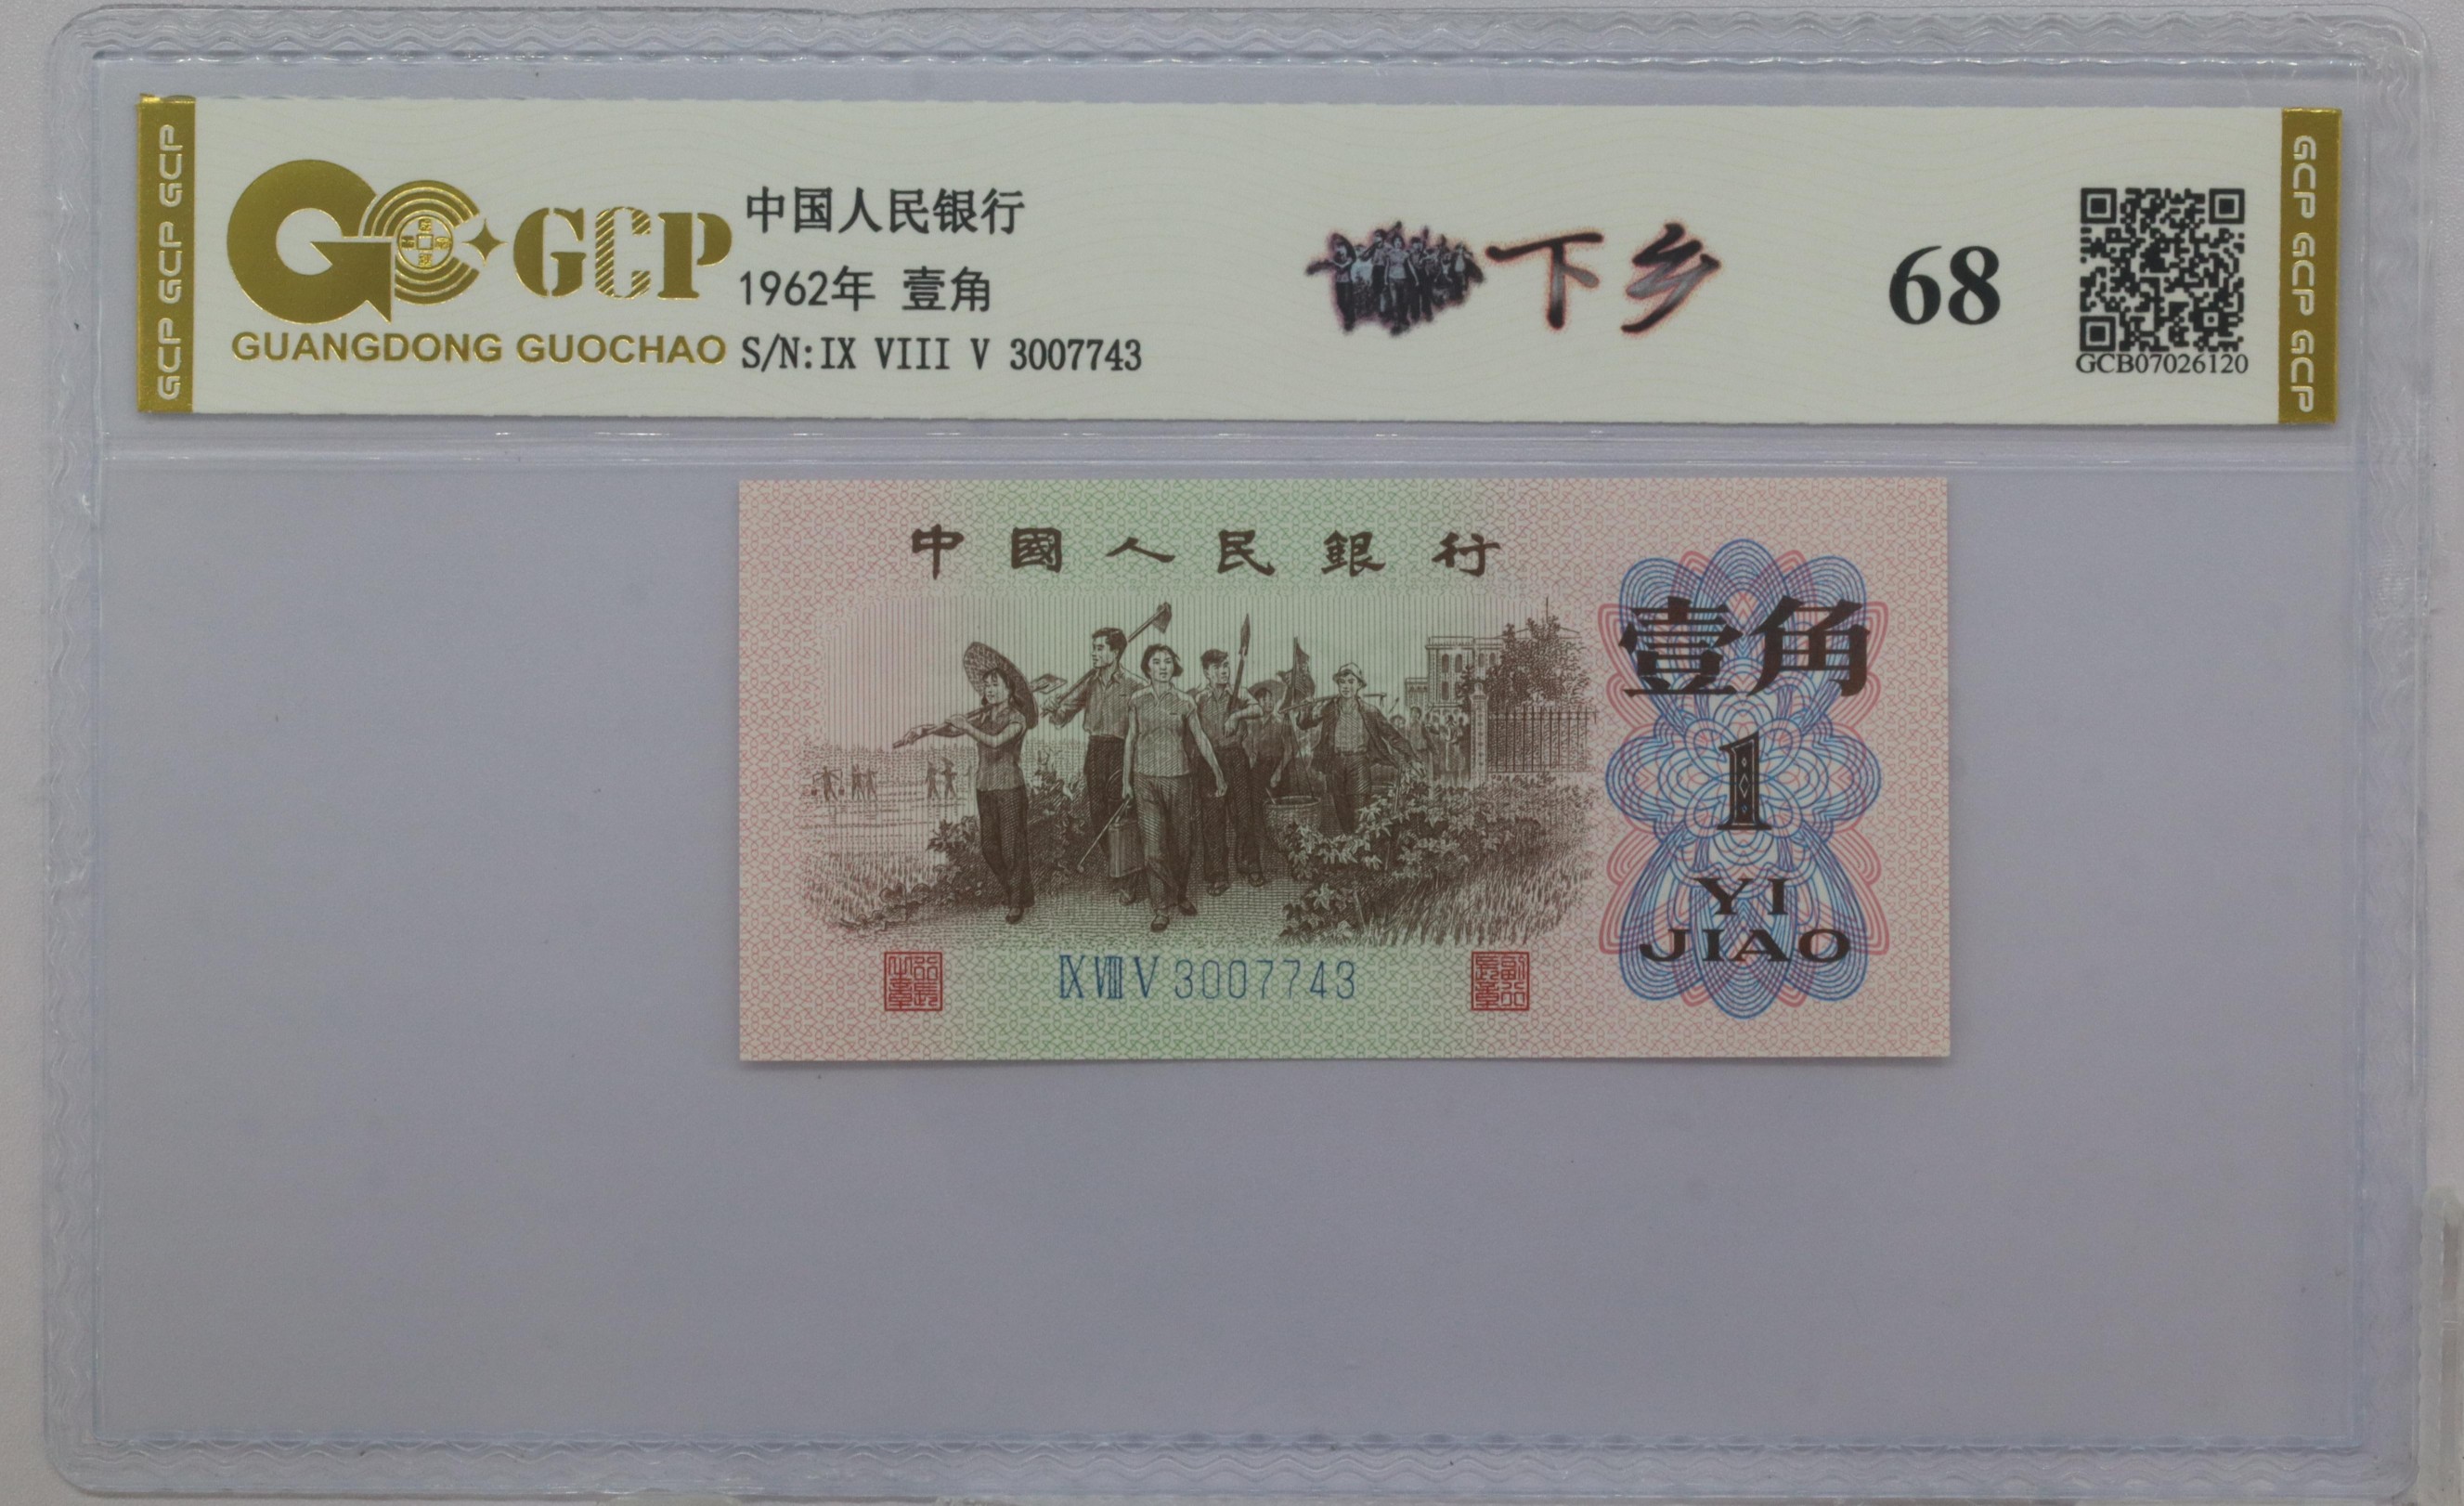 GCP GCP GCP
GCP
GUANGDONG GUOCHAO
中国人民银行
1962年 壹角
S/N:IX VIII V 3007743
下乡
68
GCB07026120
GCP GCP GCP
中國人民銀行
壹角
1
YI
JIAO
IX VIII V 3007743